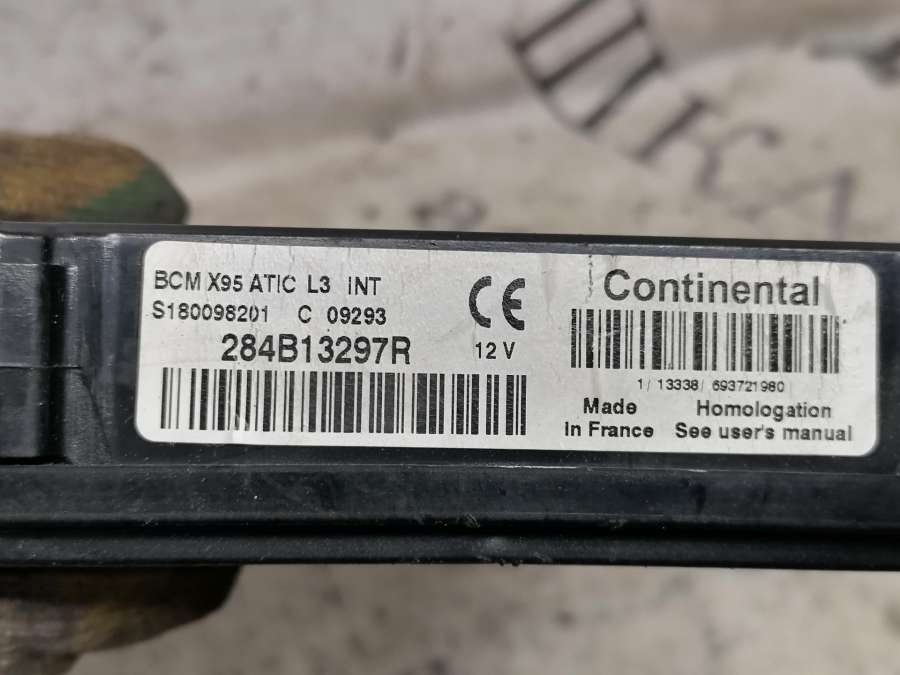 BCM X95 ATIC L3 INT
S180098201 C 09293
284B13297R
CE
12 V
Continental
1/ 13338/ 693721980
Made in France
Homologation
See user's manual